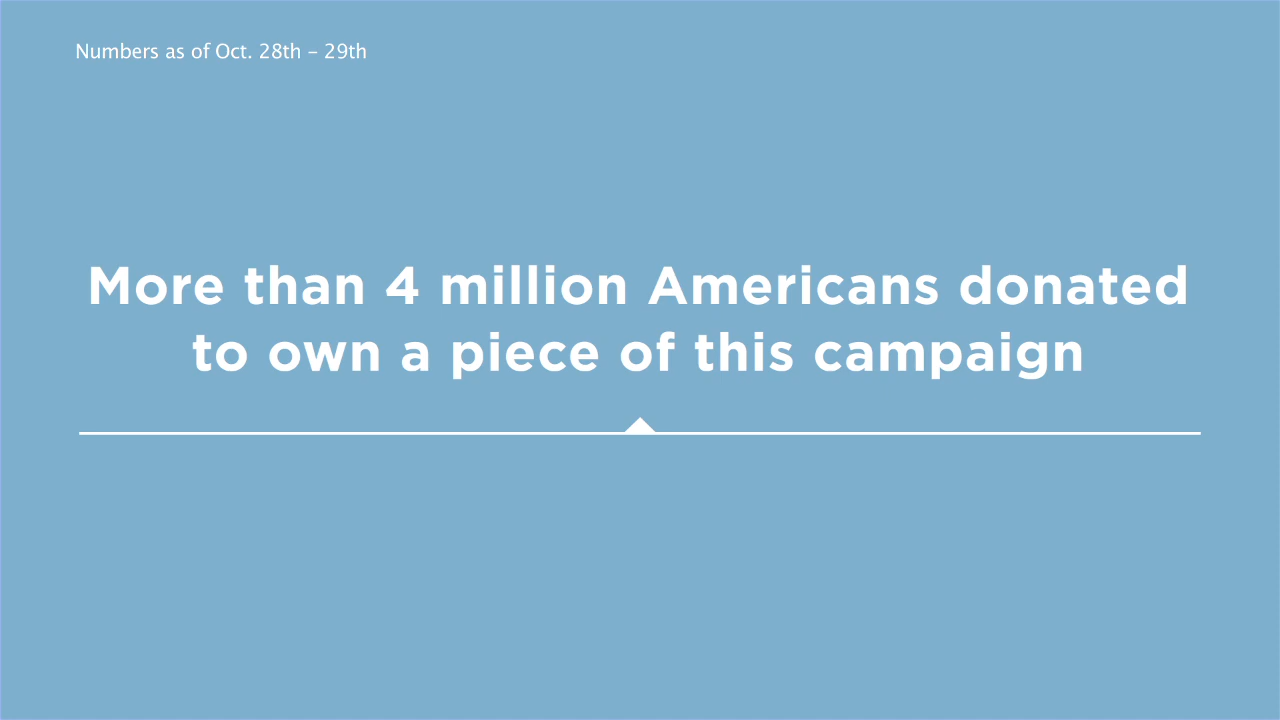 Numbers as of Oct. 28th – 29th
More than 4 million Americans donated
to own a piece of this campaign